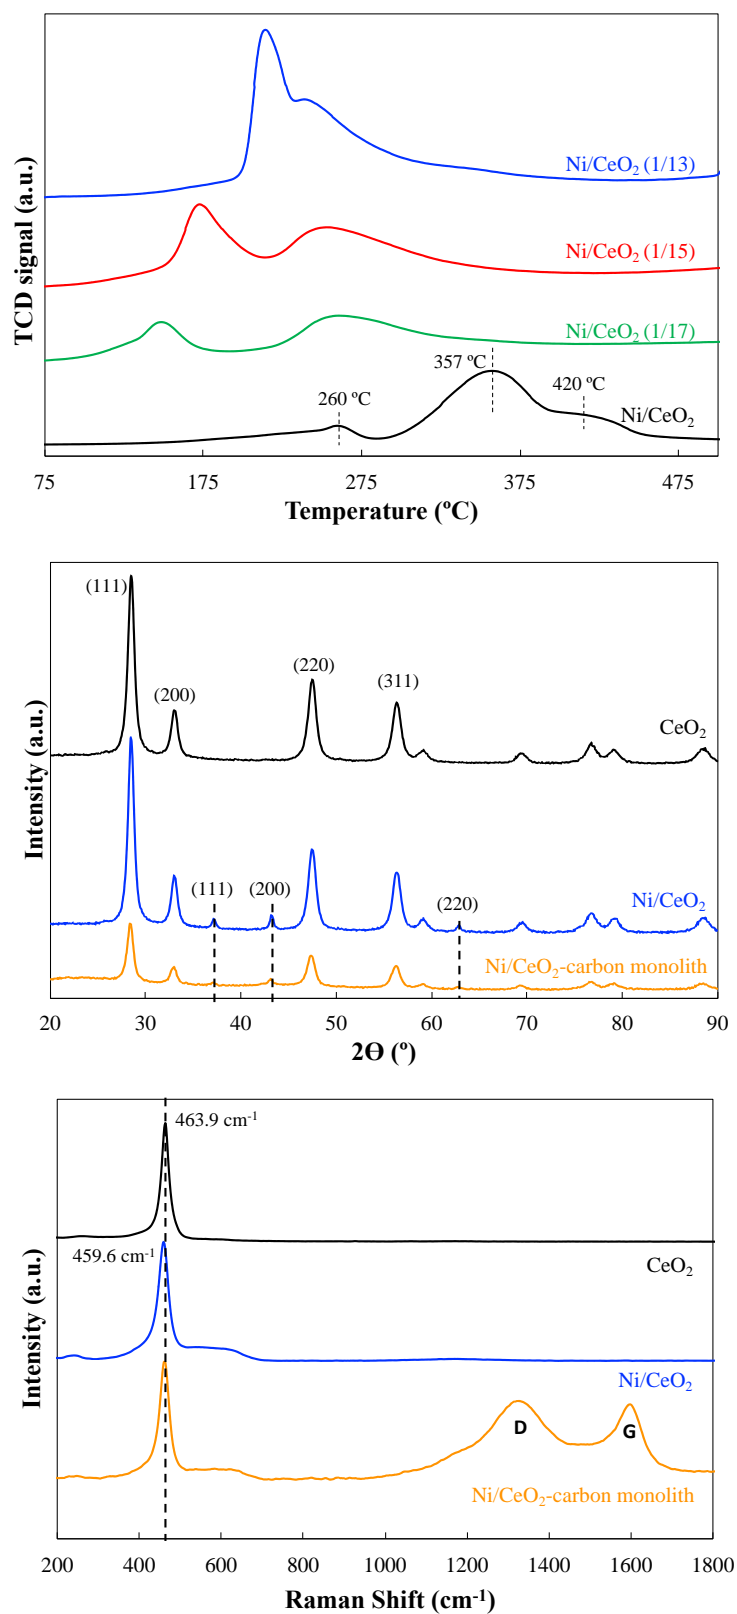 TCD signal (a.u.)
Ni/CeO₂ (1/13)
Ni/CeO₂ (1/15)
Ni/CeO₂ (1/17)
357 ºC
420 ºC
260 ºC
Ni/CeO₂
75 175 275 375 475
Temperature (ºC)
Intensity (a.u.)
(111)
(200)
(220)
(311)
CeO₂
(111) (200) (220)
Ni/CeO₂
Ni/CeO₂-carbon monolith
20 30 40 50 60 70 80 90
2ϴ (º)
Intensity (a.u.)
463.9 cm⁻¹
459.6 cm⁻¹
CeO₂
Ni/CeO₂
D G
Ni/CeO₂-carbon monolith
200 400 600 800 1000 1200 1400 1600 1800
Raman Shift (cm⁻¹)